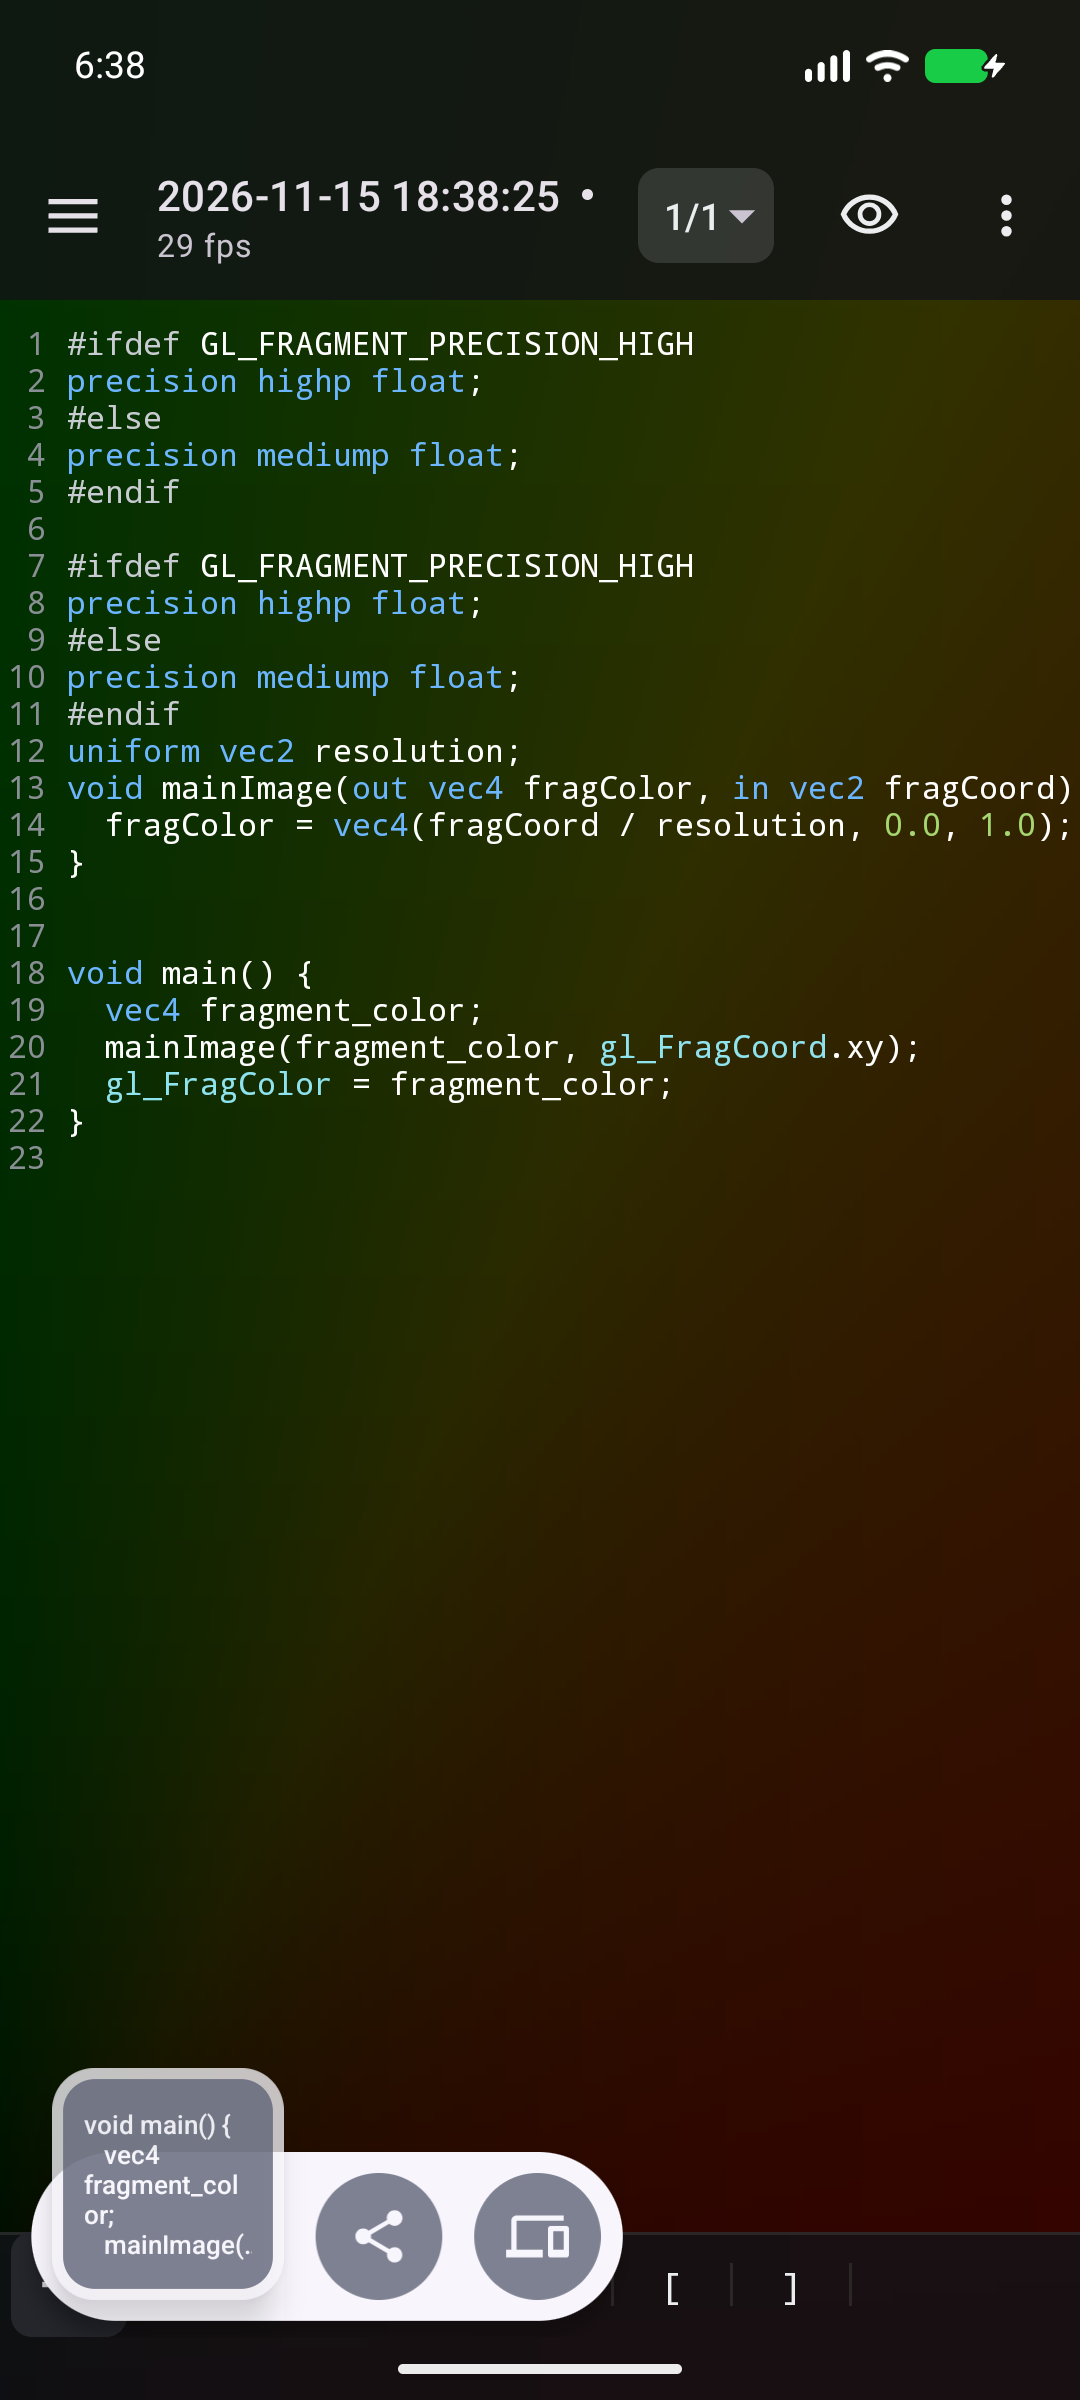 6:38
2026-11-15 18:38:25 •
29 fps
1/1
1 #ifdef GL_FRAGMENT_PRECISION_HIGH
2 precision highp float;
3 #else
4 precision mediump float;
5 #endif
6
7 #ifdef GL_FRAGMENT_PRECISION_HIGH
8 precision highp float;
9 #else
10 precision mediump float;
11 #endif
12 uniform vec2 resolution;
13 void mainImage(out vec4 fragColor, in vec2 fragCoord)
14   fragColor = vec4(fragCoord / resolution, 0.0, 1.0);
15 }
16
17
18 void main() {
19   vec4 fragment_color;
20   mainImage(fragment_color, gl_FragCoord.xy);
21   gl_FragColor = fragment_color;
22 }
23
void main() {
vec4
fragment_col
or;
mainImage(.
[ ]